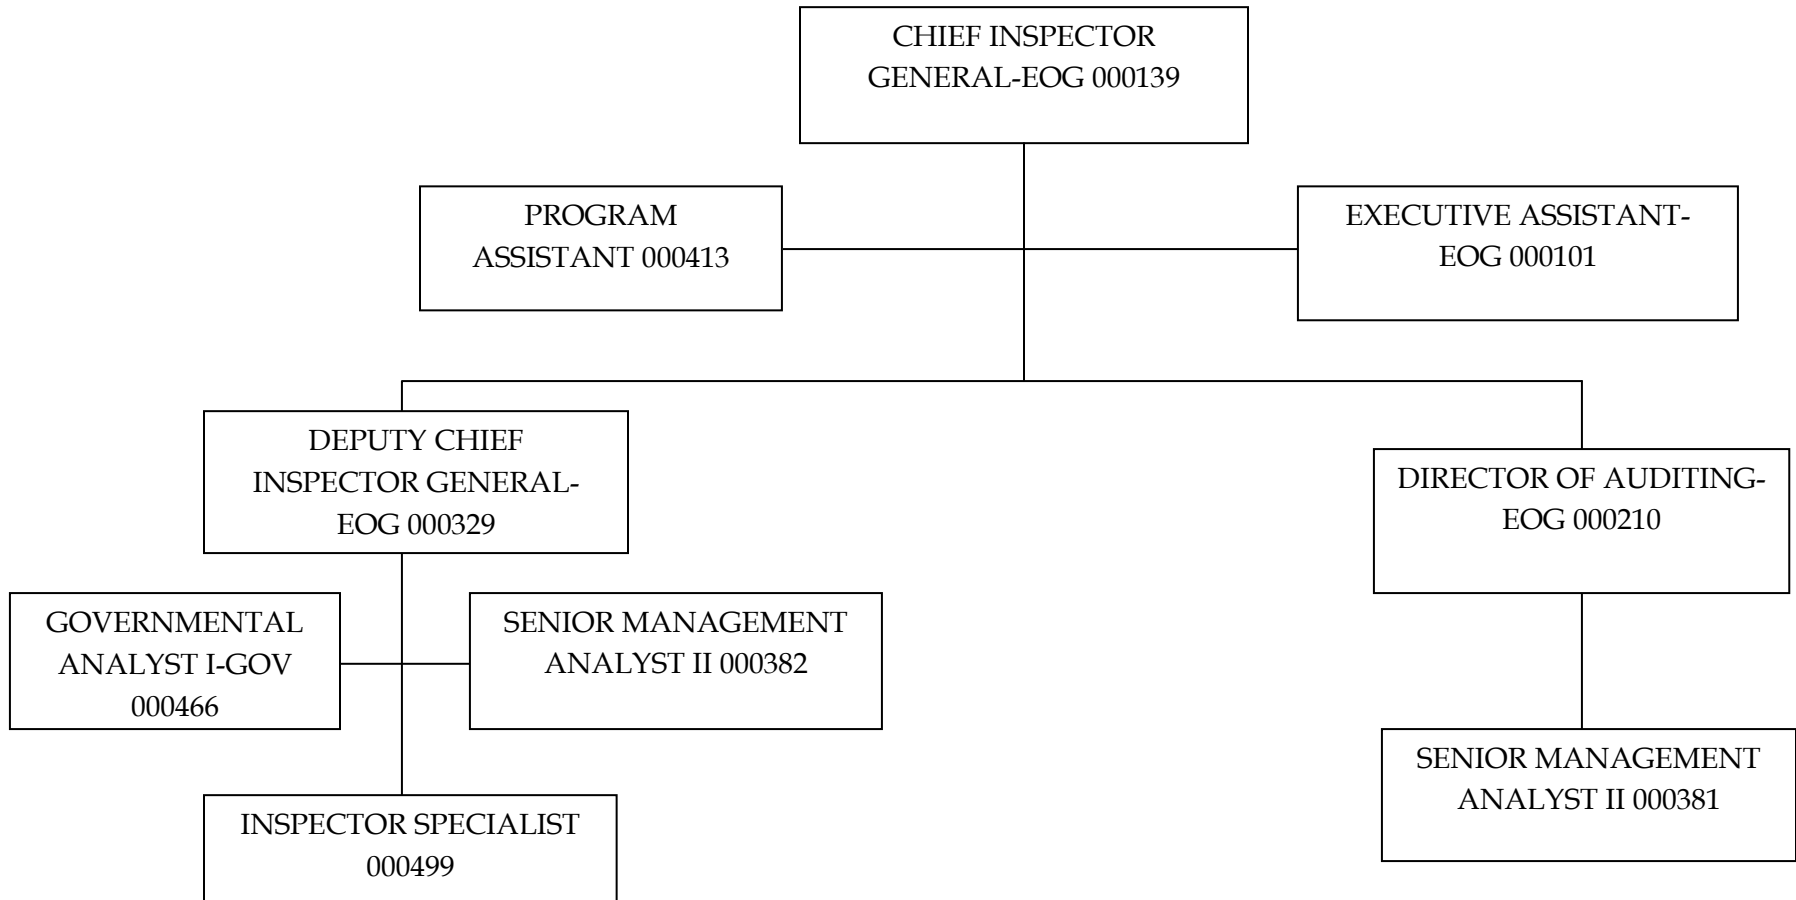 CHIEF INSPECTOR
GENERAL-EOG 000139
PROGRAM
ASSISTANT 000413
EXECUTIVE ASSISTANT-
EOG 000101
DEPUTY CHIEF
INSPECTOR GENERAL-
EOG 000329
DIRECTOR OF AUDITING-
EOG 000210
GOVERNMENTAL
ANALYST I-GOV
000466
SENIOR MANAGEMENT
ANALYST II 000382
SENIOR MANAGEMENT
ANALYST II 000381
INSPECTOR SPECIALIST
000499